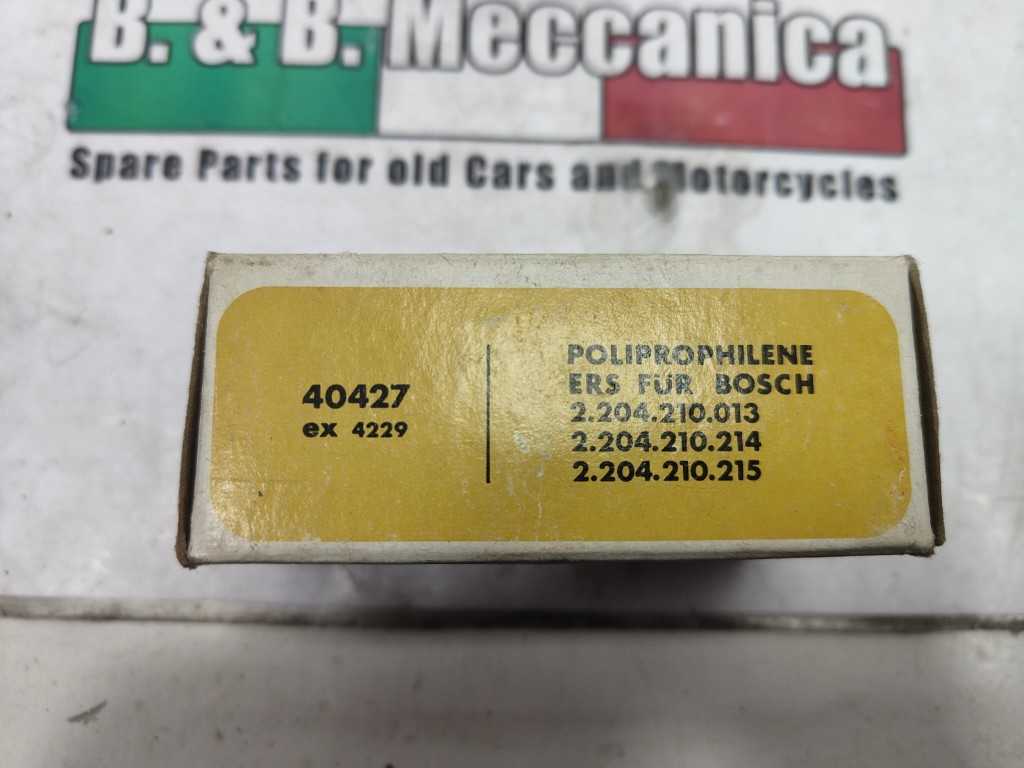 B. & B. Meccanica
Spare Parts for old Cars and Motorcycles
40427
ex 4229
POLIPROPHILENE
ERS FUR BOSCH
2.204.210.013
2.204.210.214
2.204.210.215